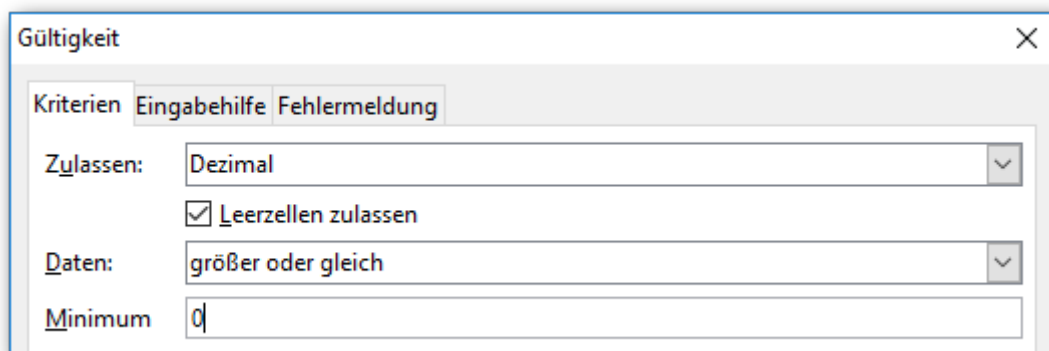 Gültigkeit
Kriterien Eingabehilfe Fehlermeldung
Zulassen: Dezimal
Leerzellen zulassen
Daten: größer oder gleich
Minimum 0